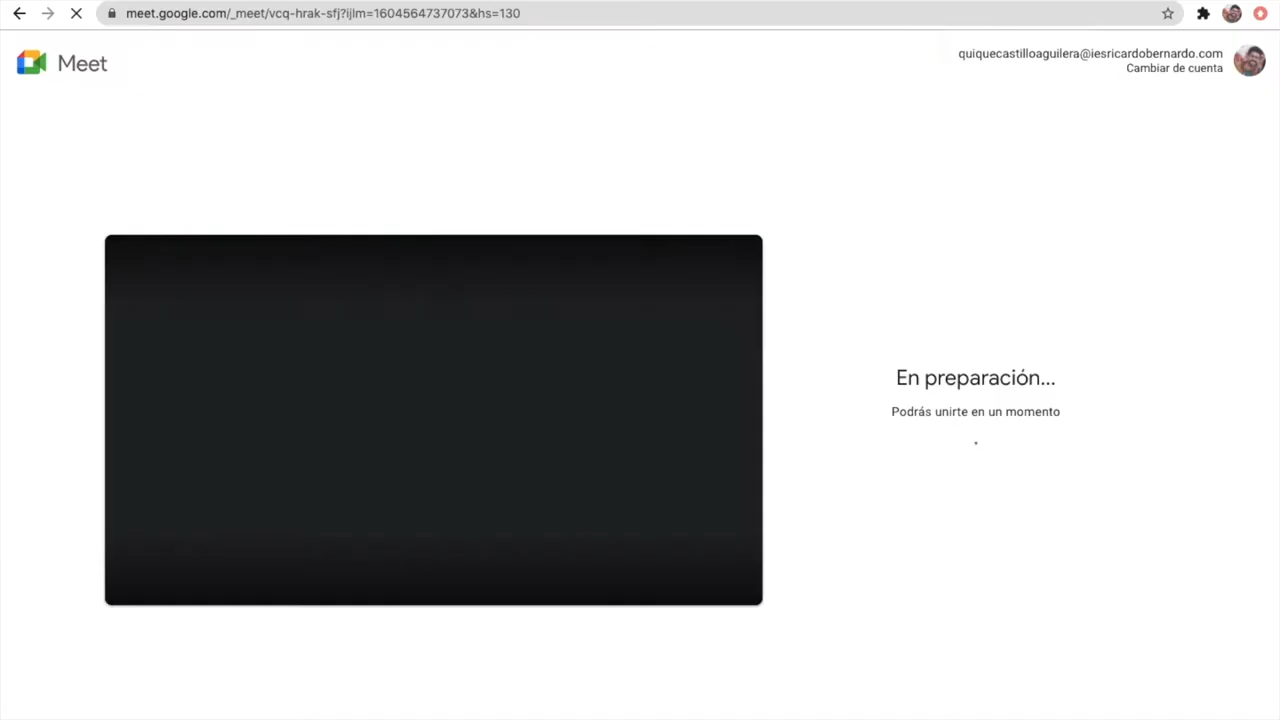 meet.google.com/_meet/vcq-hrak-sfj?ijlm=1604564737073&hs=130
Meet
quiquecastilloaguilera@iesricardobernardo.com
Cambiar de cuenta
En preparación...
Podrás unirte en un momento